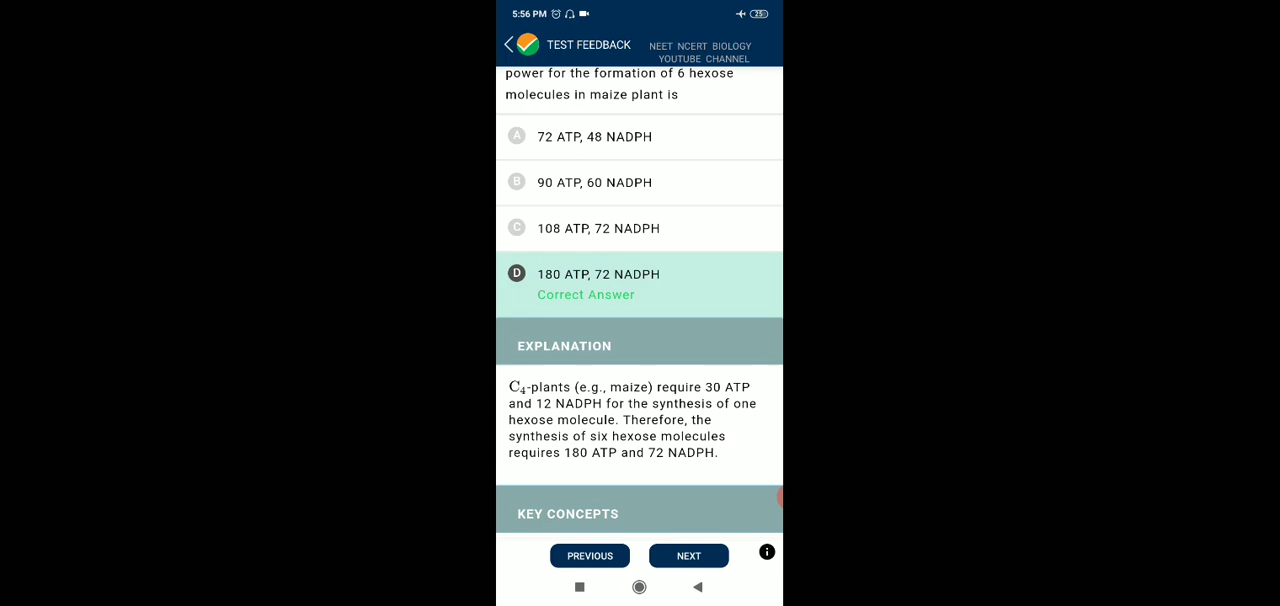 5:56 PM
25
TEST FEEDBACK
NEET NCERT BIOLOGY
YOUTUBE CHANNEL
power for the formation of 6 hexose
molecules in maize plant is
A 72 ATP, 48 NADPH
B 90 ATP, 60 NADPH
C 108 ATP, 72 NADPH
D 180 ATP, 72 NADPH
Correct Answer
EXPLANATION
C₄-plants (e.g., maize) require 30 ATP
and 12 NADPH for the synthesis of one
hexose molecule. Therefore, the
synthesis of six hexose molecules
requires 180 ATP and 72 NADPH.
KEY CONCEPTS
PREVIOUS
NEXT
i